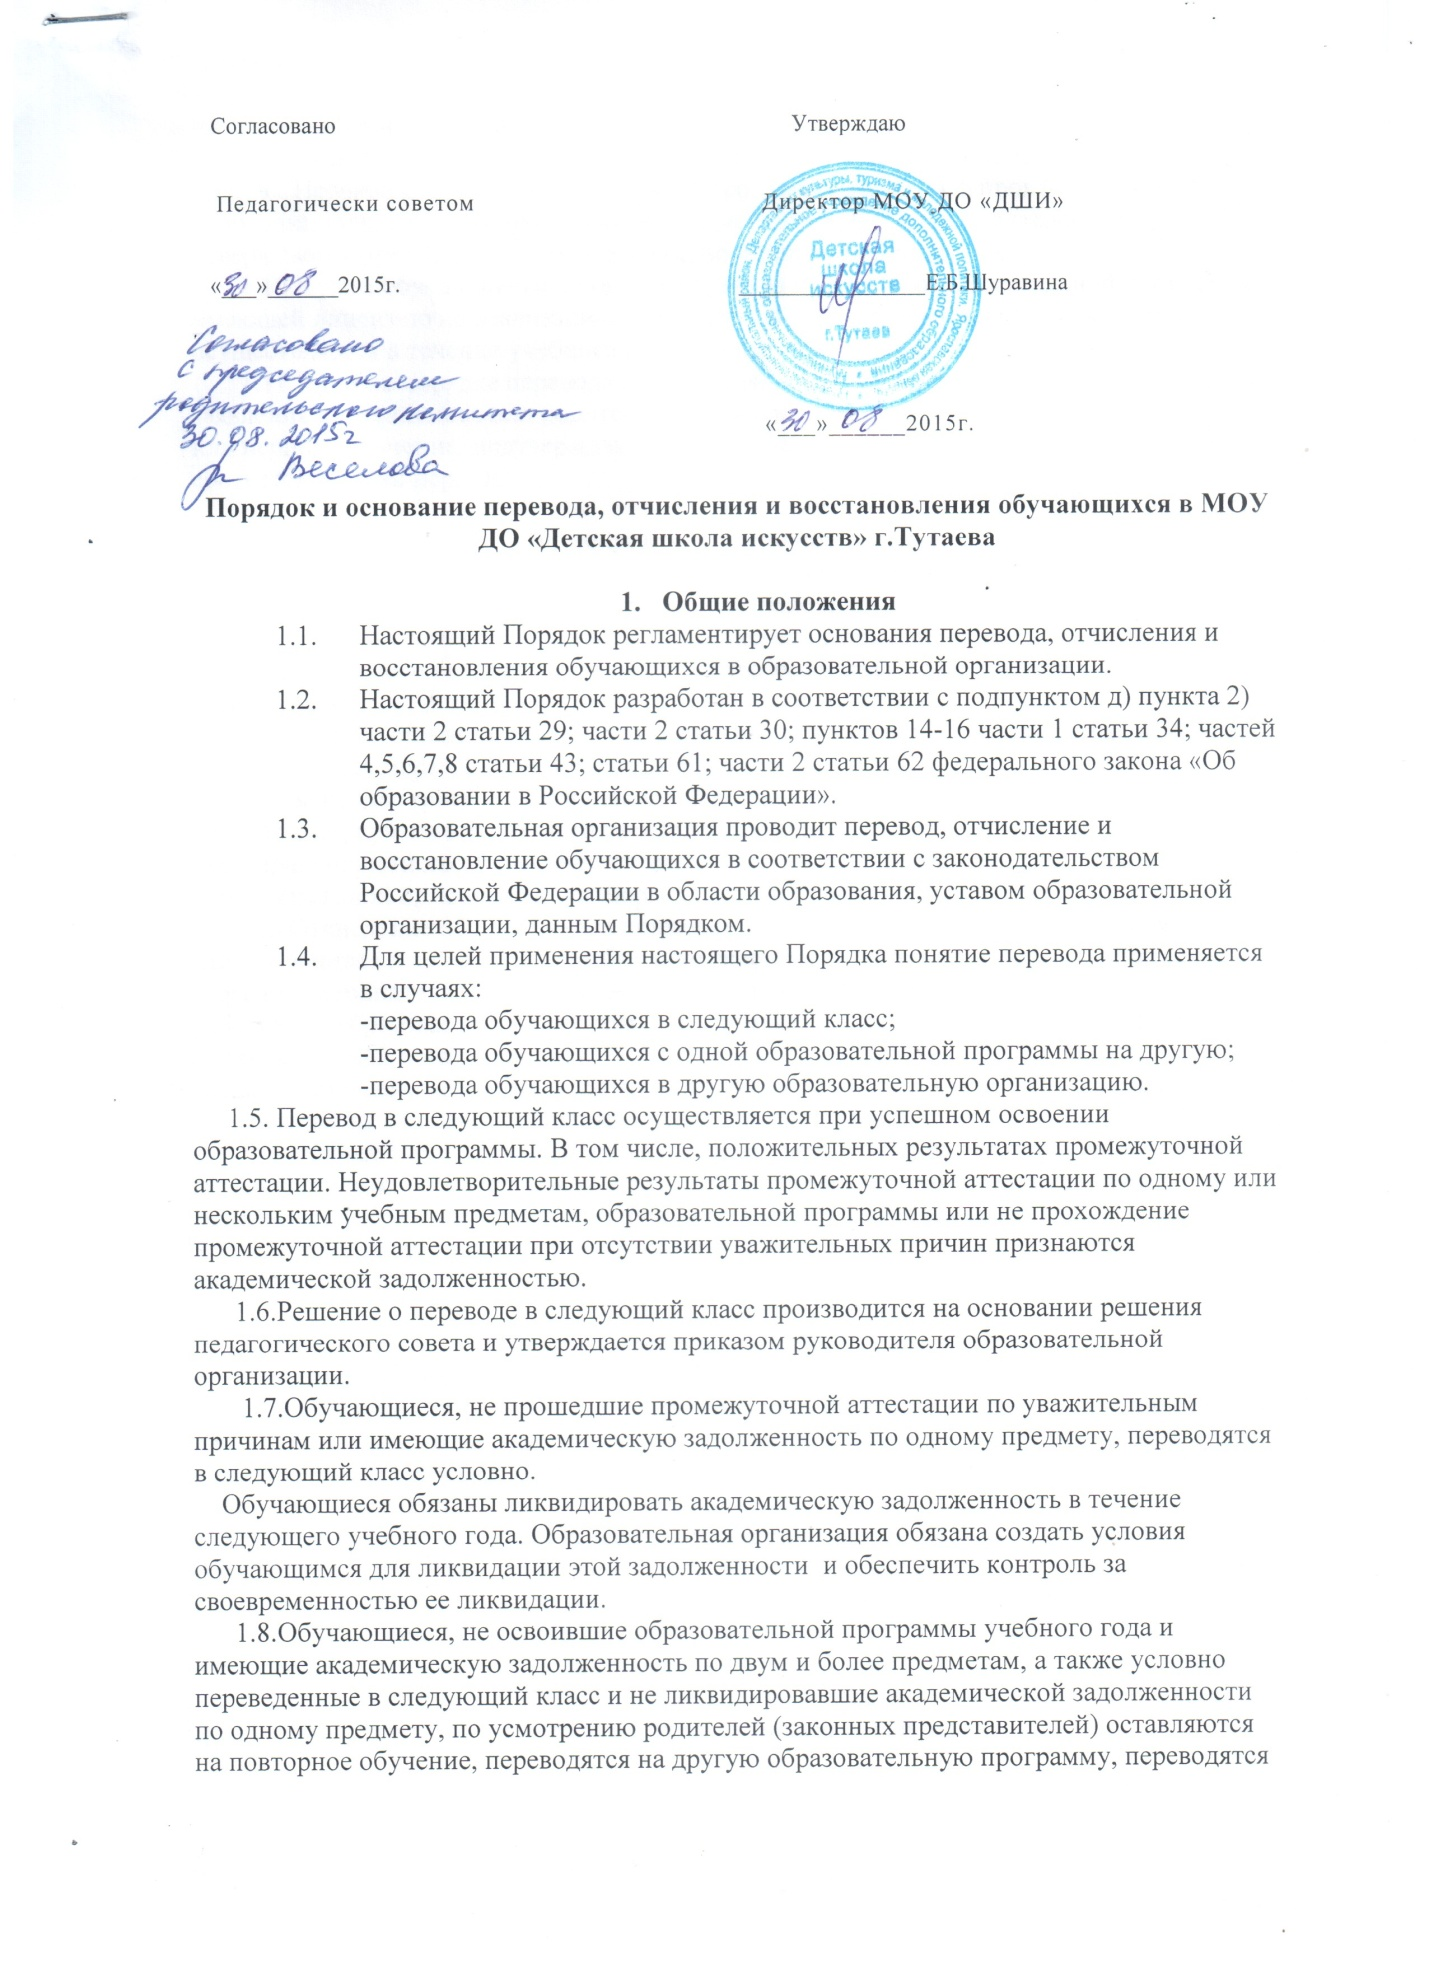 Согласовано
Утверждаю
Педагогически советом
Директор МОУ ДО «ДШИ»
«30» 08 2015г.
Е.Б.Шуравина
Детская
школа
искусств
г.Тутаев
Согласовано
с председателем
родительского комитета
30.08.2015г
Веселова
«30» 08 2015г.
Порядок и основание перевода, отчисления и восстановления обучающихся в МОУ
ДО «Детская школа искусств» г.Тутаева
1. Общие положения
1.1. Настоящий Порядок регламентирует основания перевода, отчисления и
восстановления обучающихся в образовательной организации.
1.2. Настоящий Порядок разработан в соответствии с подпунктом д) пункта 2)
части 2 статьи 29; части 2 статьи 30; пунктов 14-16 части 1 статьи 34; частей
4,5,6,7,8 статьи 43; статьи 61; части 2 статьи 62 федерального закона «Об
образовании в Российской Федерации».
1.3. Образовательная организация проводит перевод, отчисление и
восстановление обучающихся в соответствии с законодательством
Российской Федерации в области образования, уставом образовательной
организации, данным Порядком.
1.4. Для целей применения настоящего Порядка понятие перевода применяется
в случаях:
-перевода обучающихся в следующий класс;
-перевода обучающихся с одной образовательной программы на другую;
-перевода обучающихся в другую образовательную организацию.
1.5. Перевод в следующий класс осуществляется при успешном освоении
образовательной программы. В том числе, положительных результатах промежуточной
аттестации. Неудовлетворительные результаты промежуточной аттестации по одному или
нескольким учебным предметам, образовательной программы или не прохождение
промежуточной аттестации при отсутствии уважительных причин признаются
академической задолженностью.
1.6.Решение о переводе в следующий класс производится на основании решения
педагогического совета и утверждается приказом руководителя образовательной
организации.
1.7.Обучающиеся, не прошедшие промежуточной аттестации по уважительным
причинам или имеющие академическую задолженность по одному предмету, переводятся
в следующий класс условно.
Обучающиеся обязаны ликвидировать академическую задолженность в течение
следующего учебного года. Образовательная организация обязана создать условия
обучающимся для ликвидации этой задолженности и обеспечить контроль за
своевременностью ее ликвидации.
1.8.Обучающиеся, не освоившие образовательной программы учебного года и
имеющие академическую задолженность по двум и более предметам, а также условно
переведенные в следующий класс и не ликвидировавшие академической задолженности
по одному предмету, по усмотрению родителей (законных представителей) оставляются
на повторное обучение, переводятся на другую образовательную программу, переводятся